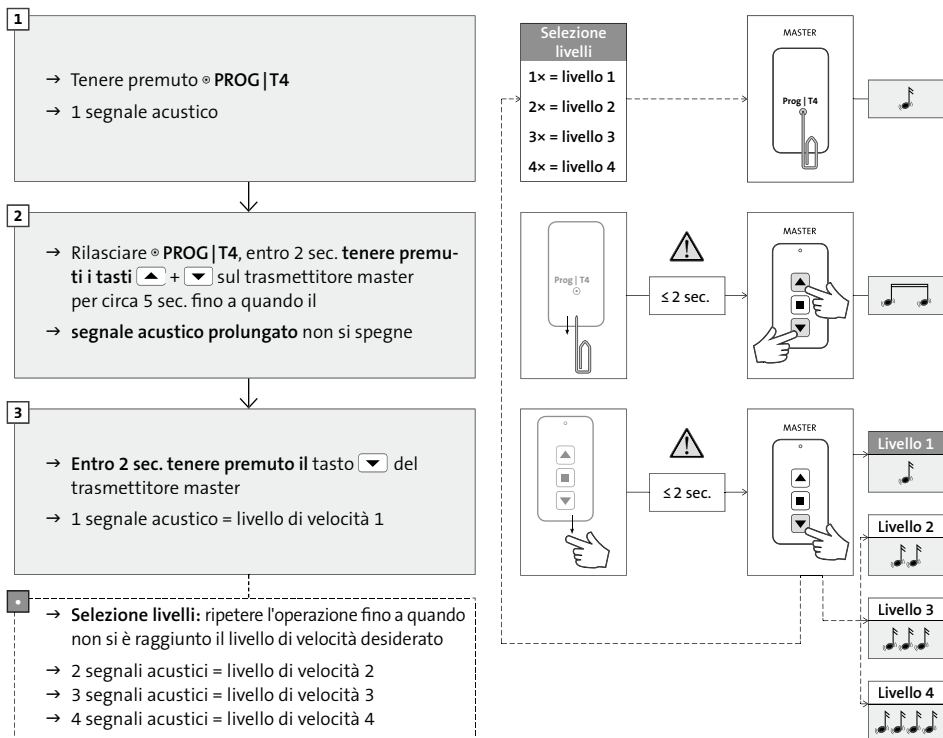 1
→ Tenere premuto ⊙ PROG|T4
→ 1 segnale acustico
2
→ Rilasciare ⊙ PROG|T4, entro 2 sec. tenere premu-
ti i tasti ▲ + ▼ sul trasmettitore master
per circa 5 sec. fino a quando il
→ segnale acustico prolungato non si spegne
3
→ Entro 2 sec. tenere premuto il tasto ▼ del
trasmettitore master
→ 1 segnale acustico = livello di velocità 1
→ Selezione livelli: ripetere l'operazione fino a quando
non si è raggiunto il livello di velocità desiderato
→ 2 segnali acustici = livello di velocità 2
→ 3 segnali acustici = livello di velocità 3
→ 4 segnali acustici = livello di velocità 4
Selezione
livelli
1× = livello 1
2× = livello 2
3× = livello 3
4× = livello 4
MASTER
Prog | T4
Prog | T4
≤ 2 sec.
MASTER
≤ 2 sec.
MASTER
Livello 1
Livello 2
Livello 3
Livello 4